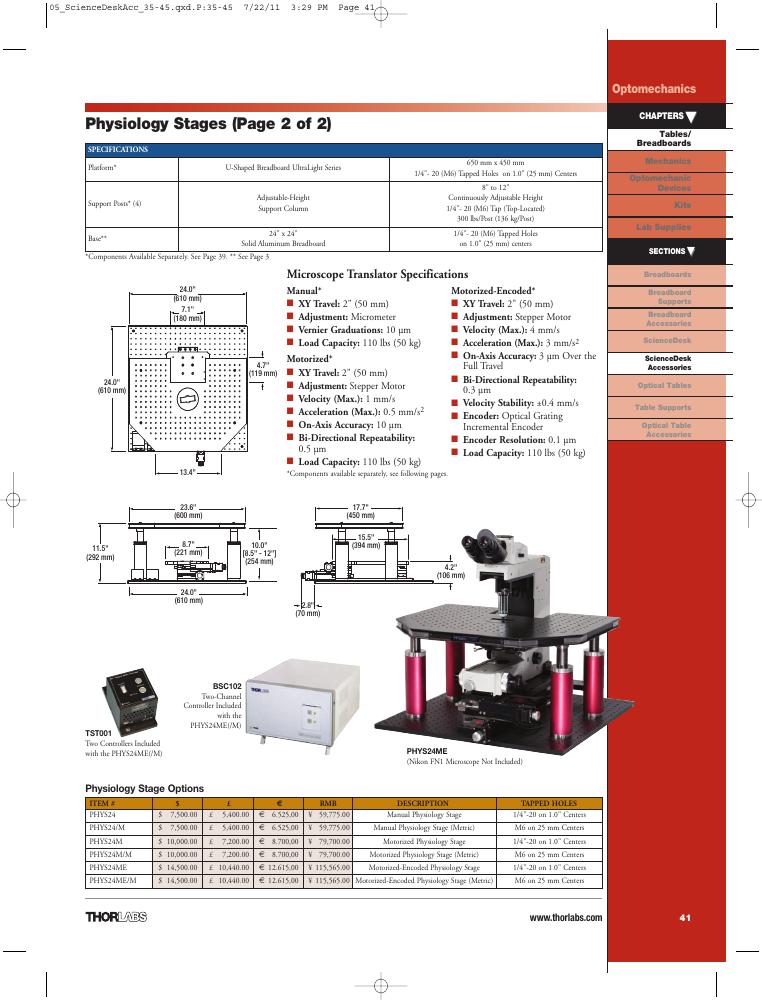 05_ScienceDeskAcc_35-45.qxd.P:35-45  7/22/11  3:29 PM  Page 41
Optomechanics
CHAPTERS
Tables/
Breadboards
Mechanics
Optomechanic
Devices
Kits
Lab Supplies
SECTIONS
Breadboards
Breadboard
Supports
Breadboard
Accessories
ScienceDesk
ScienceDesk
Accessories
Optical Tables
Table Supports
Optical Table
Accessories
Physiology Stages (Page 2 of 2)
SPECIFICATIONS
Platform* U-Shaped Breadboard UltraLight Series 650 mm x 450 mm
1/4"- 20 (M6) Tapped Holes on 1.0" (25 mm) Centers
Support Posts* (4) Adjustable-Height
Support Column
8" to 12"
Continuously Adjustable Height
1/4"- 20 (M6) Tap (Top-Located)
300 lbs/Post (136 kg/Post)
Base** 24" x 24"
Solid Aluminum Breadboard
1/4"- 20 (M6) Tapped Holes
on 1.0" (25 mm) centers
*Components Available Separately. See Page 39. ** See Page 3
Microscope Translator Specifications
Manual*
XY Travel: 2" (50 mm)
Adjustment: Micrometer
Vernier Graduations: 10 µm
Load Capacity: 110 lbs (50 kg)
Motorized*
XY Travel: 2" (50 mm)
Adjustment: Stepper Motor
Velocity (Max.): 1 mm/s
Acceleration (Max.): 0.5 mm/s²
On-Axis Accuracy: 10 µm
Bi-Directional Repeatability:
0.5 µm
Load Capacity: 110 lbs (50 kg)
*Components available separately, see following pages.
Motorized-Encoded*
XY Travel: 2" (50 mm)
Adjustment: Stepper Motor
Velocity (Max.): 4 mm/s
Acceleration (Max.): 3 mm/s²
On-Axis Accuracy: 3 µm Over the
Full Travel
Bi-Directional Repeatability:
0.3 µm
Velocity Stability: ±0.4 mm/s
Encoder: Optical Grating
Incremental Encoder
Encoder Resolution: 0.1 µm
Load Capacity: 110 lbs (50 kg)
24.0"
(610 mm)
7.1"
(180 mm)
4.7"
(119 mm)
24.0"
(610 mm)
13.4"
23.6"
(600 mm)
11.5"
(292 mm)
8.7"
(221 mm)
10.0"
[8.5" - 12"]
(254 mm)
24.0"
(610 mm)
17.7"
(450 mm)
15.5"
(394 mm)
4.2"
(106 mm)
2.8"
(70 mm)
TST001
Two Controllers Included
with the PHYS24ME(/M)
BSC102
Two-Channel
Controller Included
with the
PHYS24ME(/M)
THORLABS
PHYS24ME
(Nikon FN1 Microscope Not Included)
Physiology Stage Options
ITEM # $ £ € RMB DESCRIPTION TAPPED HOLES
PHYS24 $ 7,500.00 £ 5,400.00 € 6.525,00 ¥ 59,775.00 Manual Physiology Stage 1/4"-20 on 1.0" Centers
PHYS24/M $ 7,500.00 £ 5,400.00 € 6.525,00 ¥ 59,775.00 Manual Physiology Stage (Metric) M6 on 25 mm Centers
PHYS24M $ 10,000.00 £ 7,200.00 € 8.700,00 ¥ 79,700.00 Motorized Physiology Stage 1/4"-20 on 1.0" Centers
PHYS24M/M $ 10,000.00 £ 7,200.00 € 8.700,00 ¥ 79,700.00 Motorized Physiology Stage (Metric) M6 on 25 mm Centers
PHYS24ME $ 14,500.00 £ 10,440.00 € 12.615,00 ¥ 115,565.00 Motorized-Encoded Physiology Stage 1/4"-20 on 1.0" Centers
PHYS24ME/M $ 14,500.00 £ 10,440.00 € 12.615,00 ¥ 115,565.00 Motorized-Encoded Physiology Stage (Metric) M6 on 25 mm Centers
THORLABS
www.thorlabs.com
41